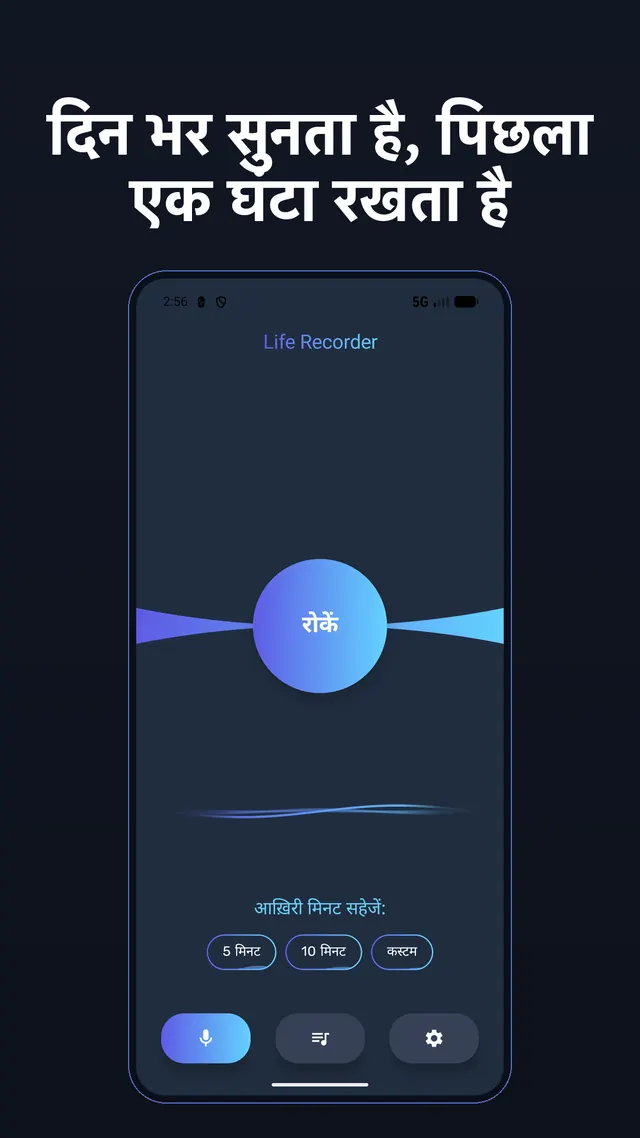 दिन भर सुनता है, पिछला
एक घंटा रखता है
2:56
5G
Life Recorder
रोकें
आख़िरी मिनट सहेजें:
5 मिनट
10 मिनट
कस्टम